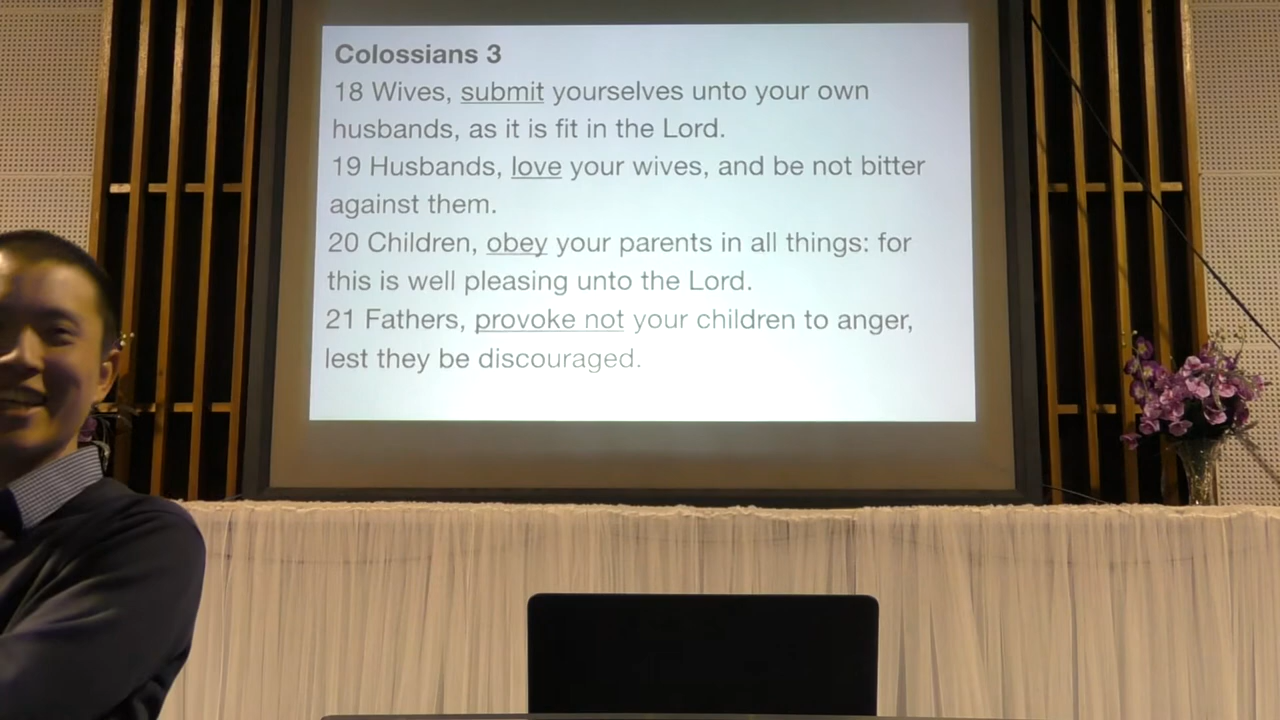 Colossians 3
18 Wives, submit yourselves unto your own
husbands, as it is fit in the Lord.
19 Husbands, love your wives, and be not bitter
against them.
20 Children, obey your parents in all things: for
this is well pleasing unto the Lord.
21 Fathers, provoke not your children to anger,
lest they be discouraged.